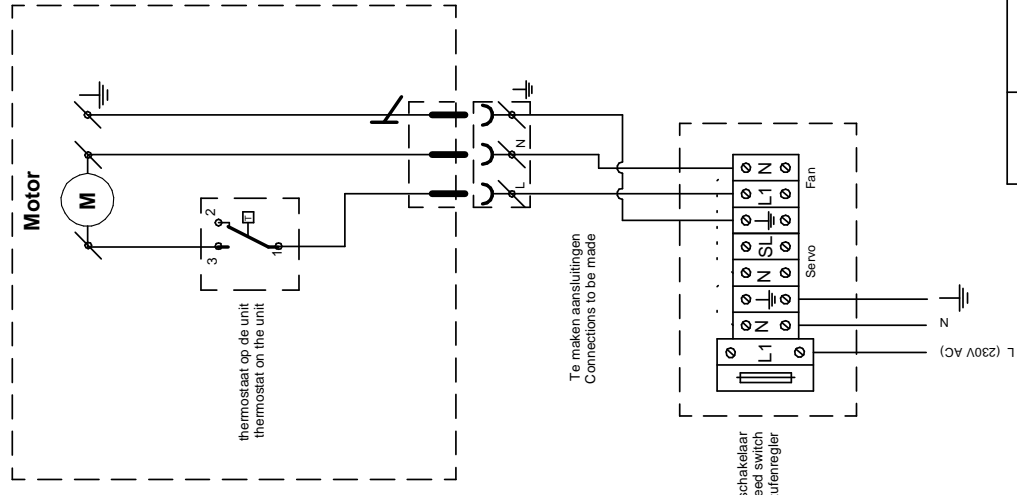 Motor
M
2
3
T
1
thermostaat op de unit
thermostat on the unit
N
L
Te maken aansluitingen
Connections to be made
N
L1
SL
N
N
L1
Fan
Servo
N
L (230V AC)
schakelaar
eed switch
tufenregler